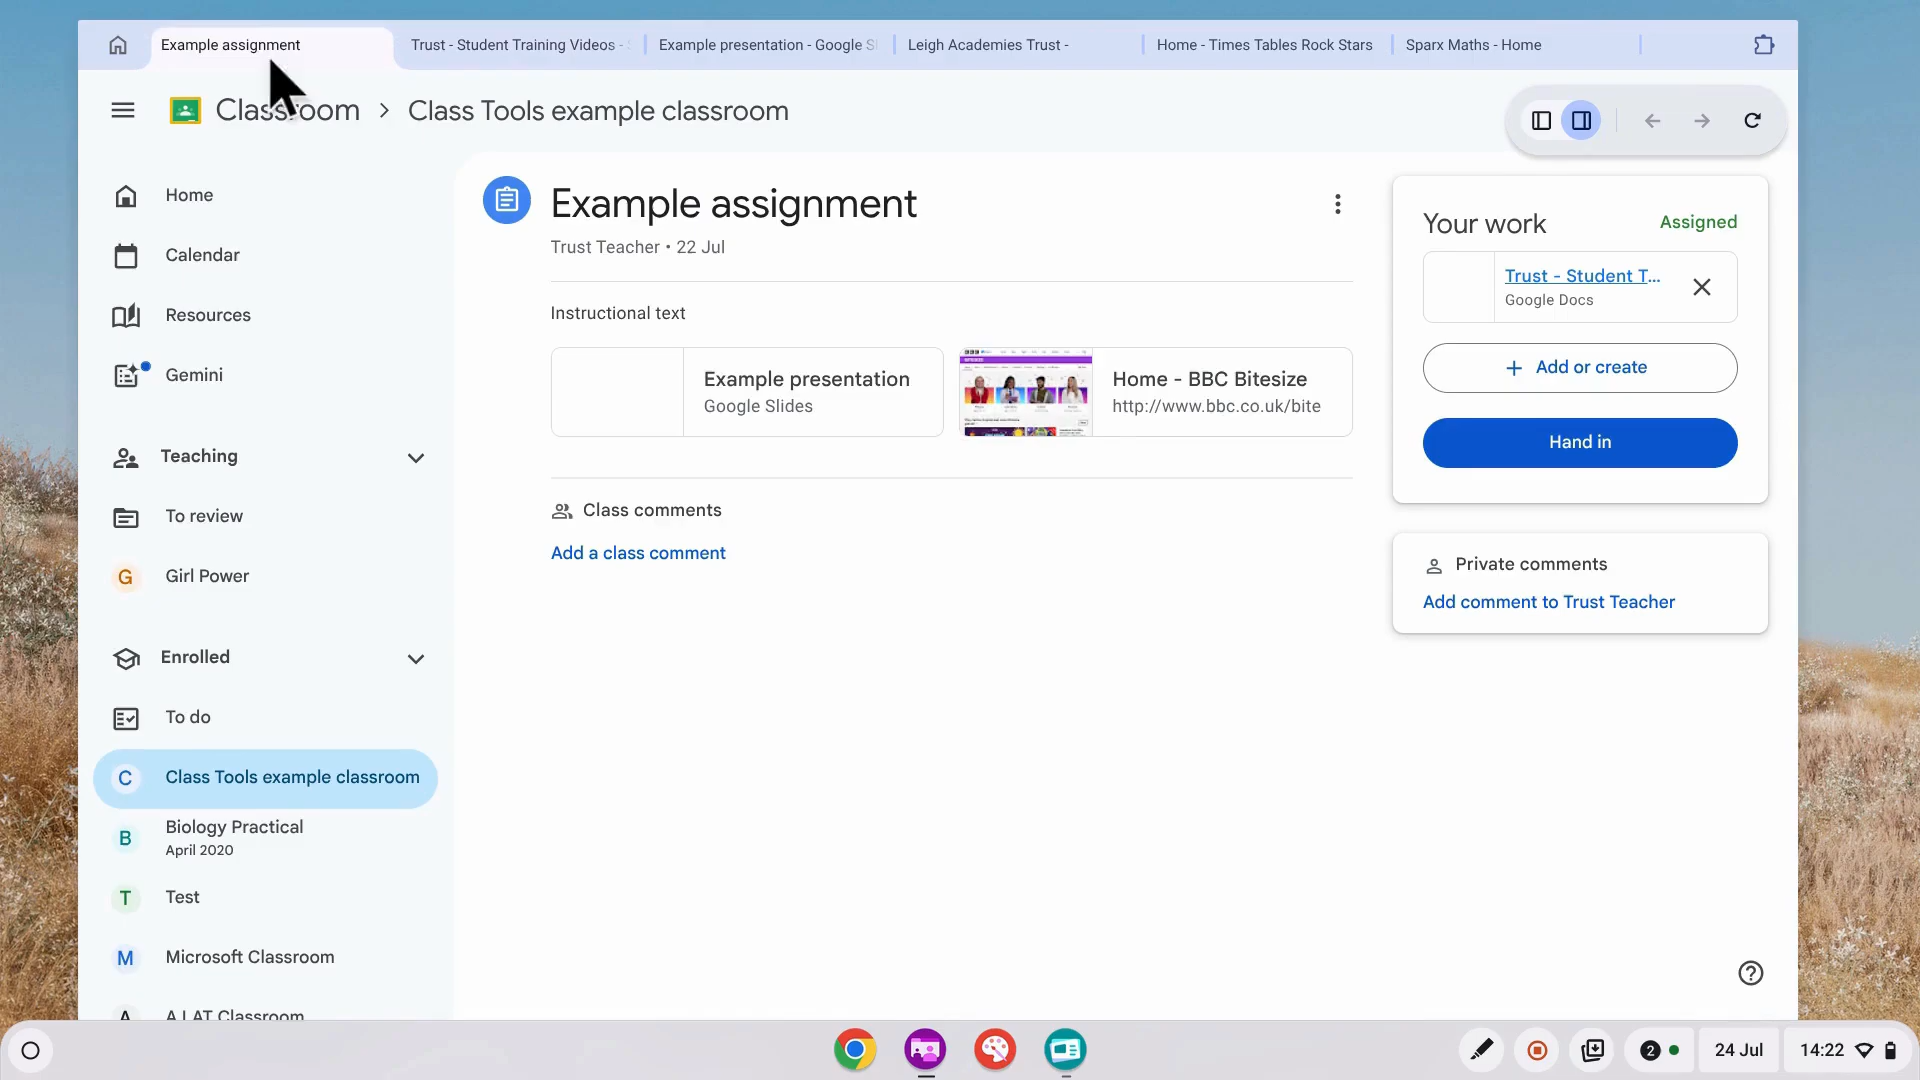 Example assignment
Trust - Student Training Videos -
Example presentation - Google S
Leigh Academies Trust -
Home - Times Tables Rock Stars
Sparx Maths - Home
Classroom > Class Tools example classroom
Home
Calendar
Resources
Gemini
Teaching
To review
G Girl Power
Enrolled
To do
C Class Tools example classroom
B Biology Practical
April 2020
T Test
M Microsoft Classroom
A LAT Classroom
Example assignment
Trust Teacher • 22 Jul
Instructional text
Example presentation
Google Slides
Home - BBC Bitesize
http://www.bbc.co.uk/bite
Class comments
Add a class comment
Your work
Assigned
Trust - Student T...
Google Docs
+ Add or create
Hand in
Private comments
Add comment to Trust Teacher
2
24 Jul
14:22